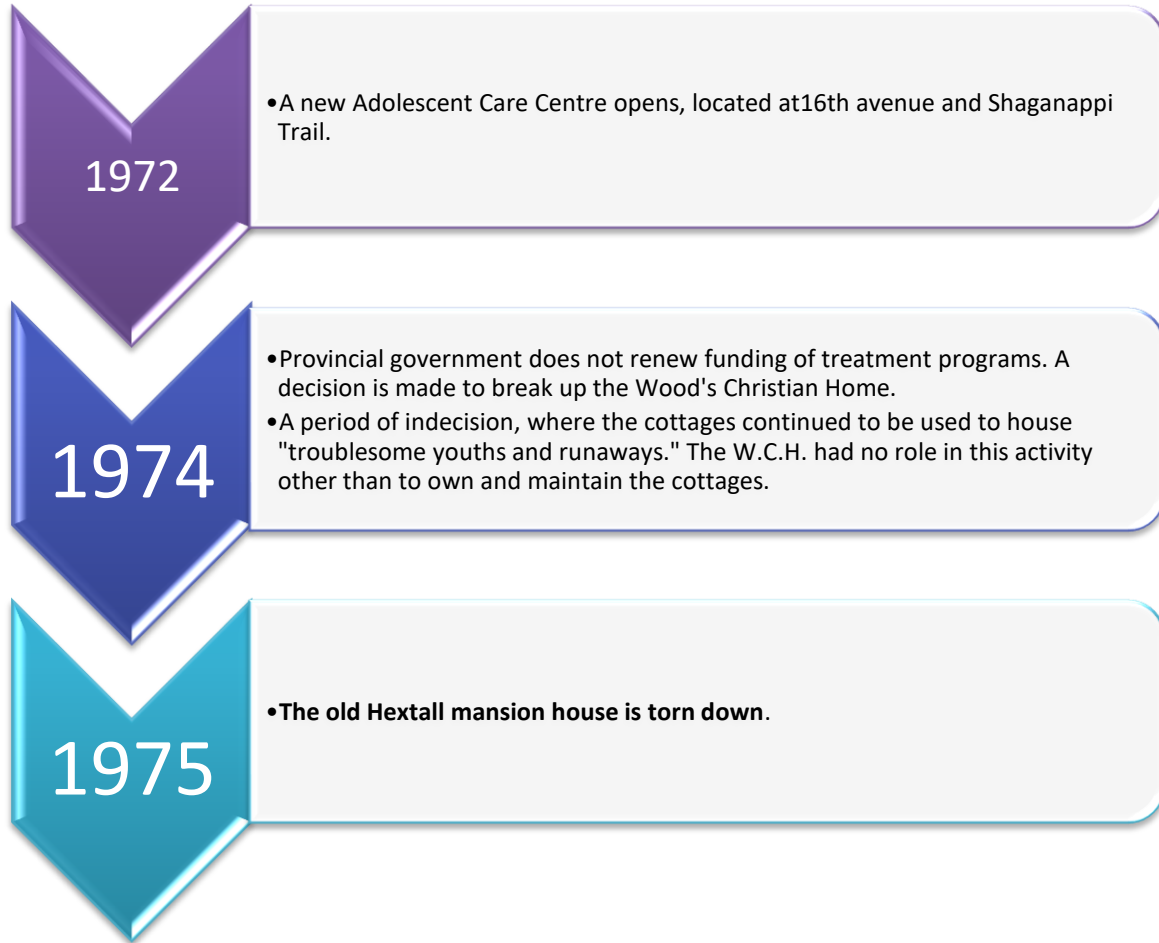 1972
•A new Adolescent Care Centre opens, located at16th avenue and Shaganappi
Trail.
1974
•Provincial government does not renew funding of treatment programs. A
decision is made to break up the Wood's Christian Home.
•A period of indecision, where the cottages continued to be used to house
"troublesome youths and runaways." The W.C.H. had no role in this activity
other than to own and maintain the cottages.
1975
•The old Hextall mansion house is torn down.